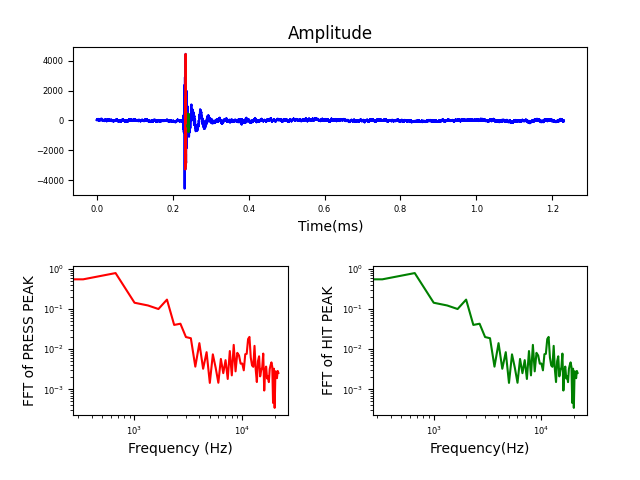 Amplitude
4000
2000
0
−2000
−4000
0.0 0.2 0.4 0.6 0.8 1.0 1.2
Time(ms)
FFT of PRESS PEAK
10⁰
10⁻¹
10⁻²
10⁻³
10³ 10⁴
Frequency (Hz)
FFT of HIT PEAK
10⁰
10⁻¹
10⁻²
10⁻³
10³ 10⁴
Frequency(Hz)